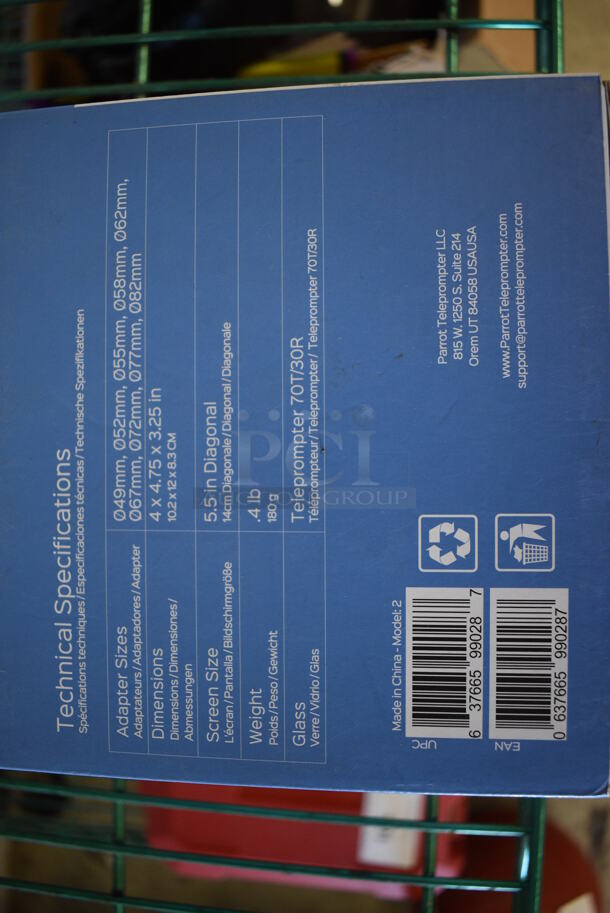 Technical Specifications
Spécifications techniques/Especificaciones técnicas/Technische Spezifikationen
Adapter Sizes
Adaptateurs/Adaptadores/Adapter
Ø49mm, Ø52mm, Ø55mm, Ø58mm, Ø62mm,
Ø67mm, Ø72mm, Ø77mm, Ø82mm
Dimensions
Dimensions/Dimensiones/
Abmessungen
4 x 4.75 x 3.25 in
10.2 x 12 x 8.3 CM
Screen Size
L'écran/Pantalla/Bildschirmgröße
5.5 in Diagonal
14cm Diagonale/Diagonal/Diagonale
Weight
Poids/Peso/Gewicht
.4 lb
180 g
Glass
Verre/Vidrio/Glas
Teleprompter 70T/30R
Téléprompteur/Teleprompter/Teleprompter 70T/30R
Made in China - Model: 2
UPC
6 37665 99028 7
EAN
0 637665 990287
Parrot Teleprompter LLC
815 W. 1250 S. Suite 214
Orem UT 84058 USAUSA
www.ParrotTeleprompter.com
support@parrotteleprompter.com
PCI
AUCTION GROUP